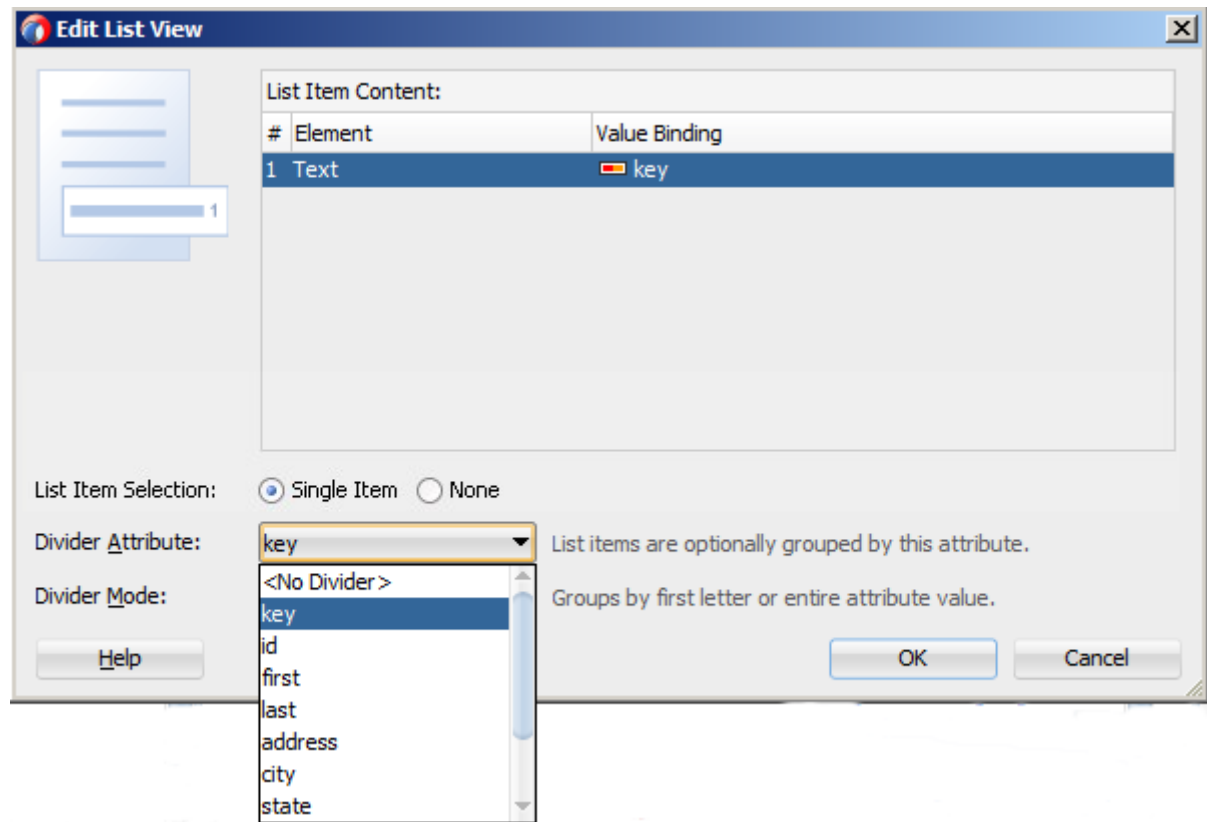 Edit List View
List Item Content:
# Element Value Binding
1 Text key
1
List Item Selection: Single Item None
Divider Attribute: key List items are optionally grouped by this attribute.
<No Divider>
Divider Mode: Groups by first letter or entire attribute value.
key
id
Help OK Cancel
first
last
address
city
state